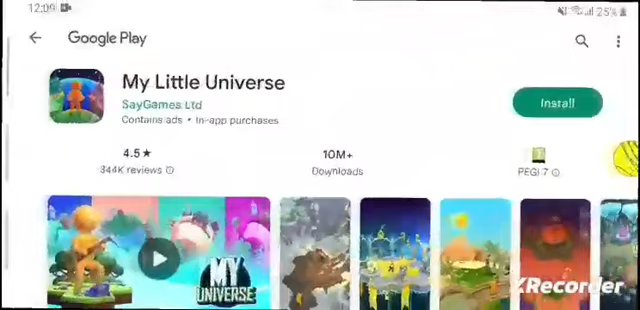 12:09 25%
Google Play
My Little Universe
SayGames Ltd
Contains ads • In-app purchases
Install
4.5★ 10M+
344K reviews Downloads PEGI 7
MY
UNIVERSE
XRecorder